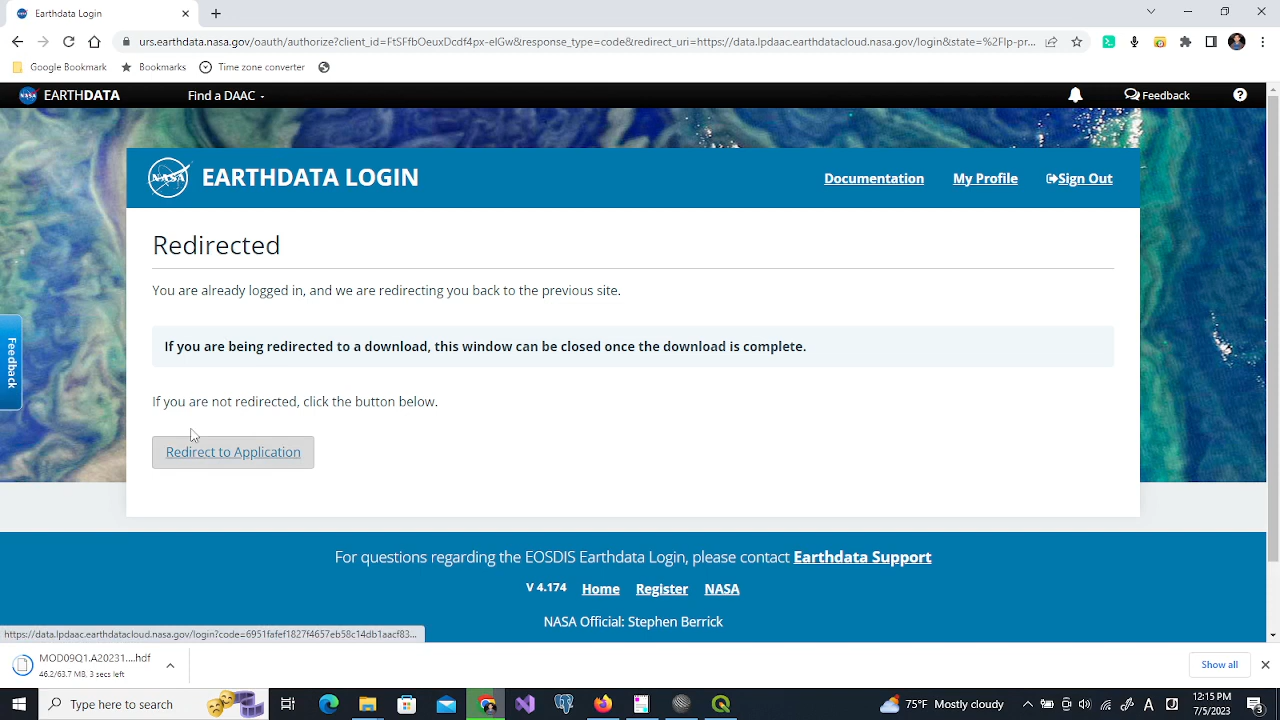 Earthdata Login
urs.earthdata.nasa.gov/oauth/authorize?client_id=FtSFfhOeuxDcdf4px-elGw&response_type=code&redirect_uri=https://data.lpdaac.earthdatacloud.nasa.gov/login&state=%2Flp-pr...
Google Bookmark Bookmarks Time zone converter
EARTHDATA Find a DAAC Feedback ?
NASA EARTHDATA LOGIN Documentation My Profile Sign Out
Redirected
You are already logged in, and we are redirecting you back to the previous site.
If you are being redirected to a download, this window can be closed once the download is complete.
Feedback
If you are not redirected, click the button below.
Redirect to Application
For questions regarding the EOSDIS Earthdata Login, please contact Earthdata Support
V 4.174 Home Register NASA
NASA Official: Stephen Berrick
https://data.lpdaac.earthdatacloud.nasa.gov/login?code=6951fafef1827f4657eb58c14db1aacf83...
MOD09Q1.A20231....hdf
46.2/63.7 MB, 3 secs left
Show all
Type here to search 75°F Mostly cloudy A 12:15 PM
7/5/2023